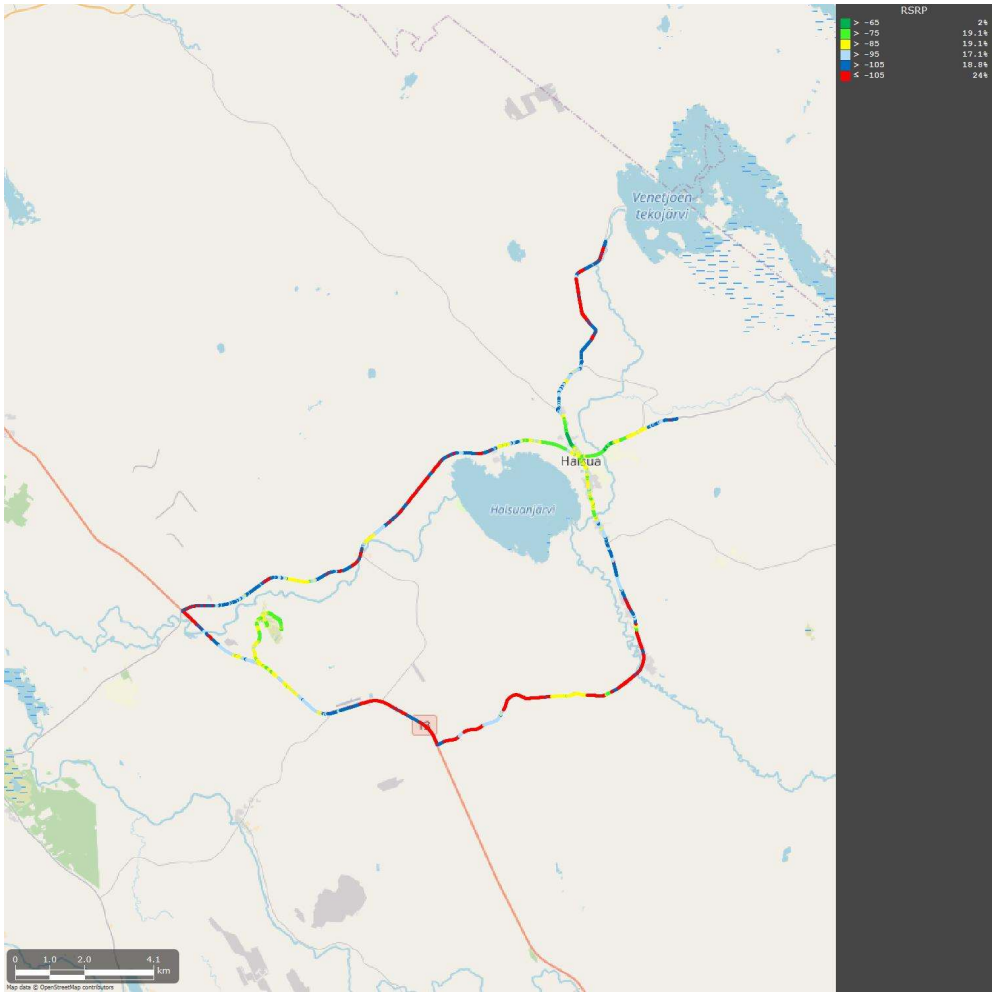 RSRP
> -65 2%
> -75 19.1%
> -85 19.1%
> -95 17.1%
> -105 18.8%
≤ -105 24%
Venetjoen
tekojärvi
Halsuanjärvi
0 1.0 2.0 4.1
km
Map data © OpenStreetMap contributors